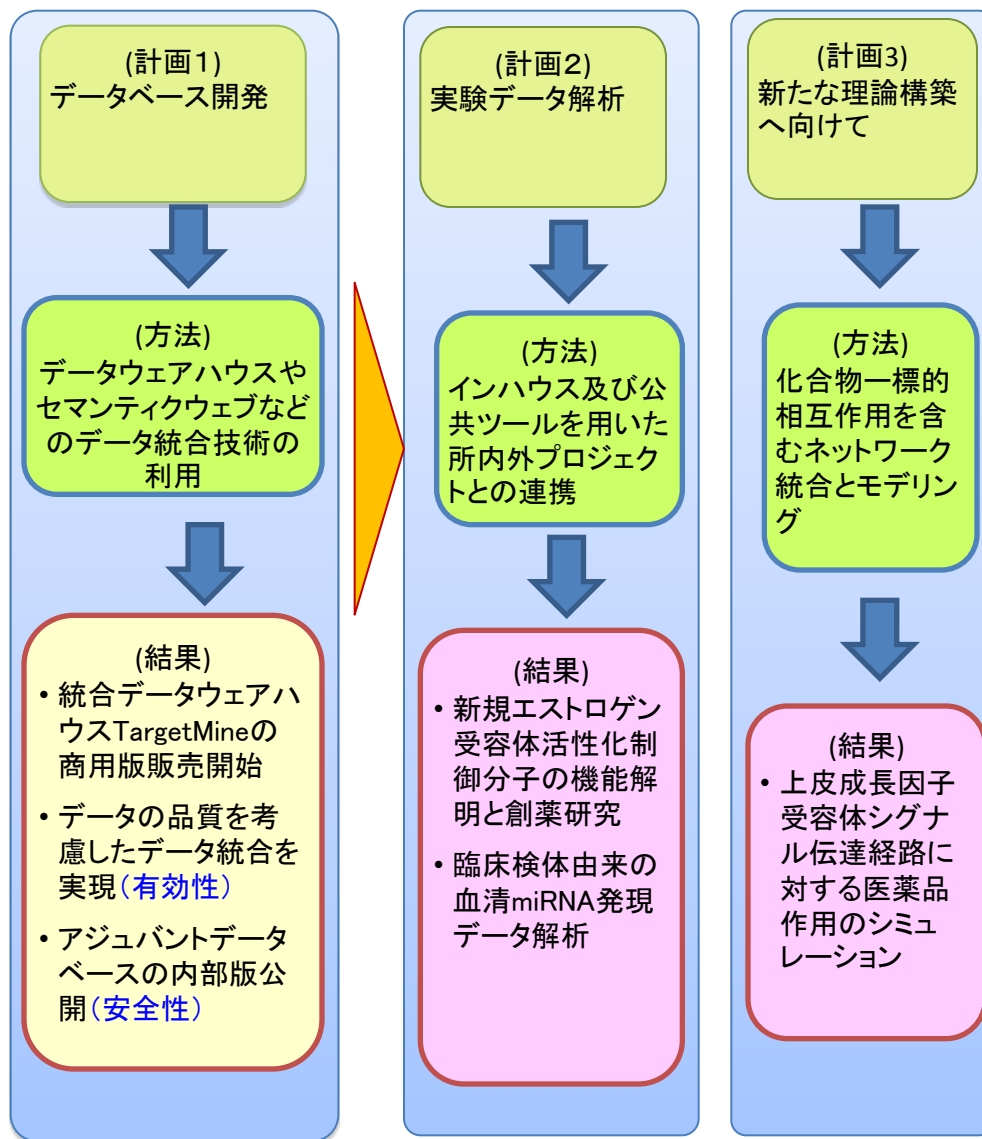 (計画１)
データベース開発
(方法)
データウェアハウスや
セマンティクウェブなど
のデータ統合技術の
利用
(結果)
• 統合データウェアハ
ウスTargetMineの
商用版販売開始
• データの品質を考
慮したデータ統合を
実現(有効性)
• アジュバントデータ
ベースの内部版公
開(安全性)
(計画２)
実験データ解析
(方法)
インハウス及び公
共ツールを用いた
所内外プロジェク
トとの連携
(結果)
• 新規エストロゲン
受容体活性化制
御分子の機能解
明と創薬研究
• 臨床検体由来の
血清miRNA発現
データ解析
(計画3)
新たな理論構築
へ向けて
(方法)
化合物ー標的
相互作用を含
むネットワーク
統合とモデリン
グ
(結果)
• 上皮成長因子
受容体シグナ
ル伝達経路に
対する医薬品
作用のシミュ
レーション